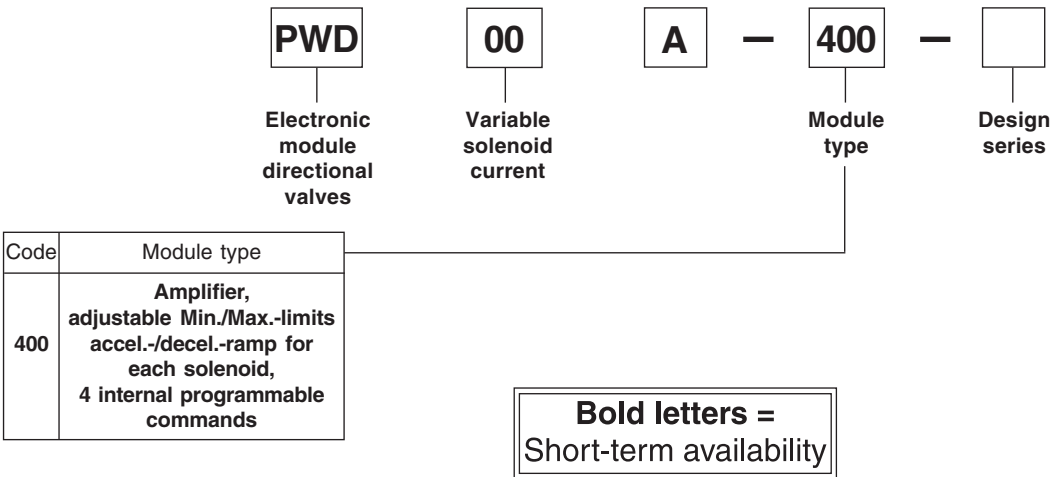 PWD 00 A – 400 –
Electronic
module
directional
valves
Variable
solenoid
current
Module
type
Design
series
Code Module type
400
Amplifier,
adjustable Min./Max.-limits
accel.-/decel.-ramp for
each solenoid,
4 internal programmable
commands
Bold letters =
Short-term availability